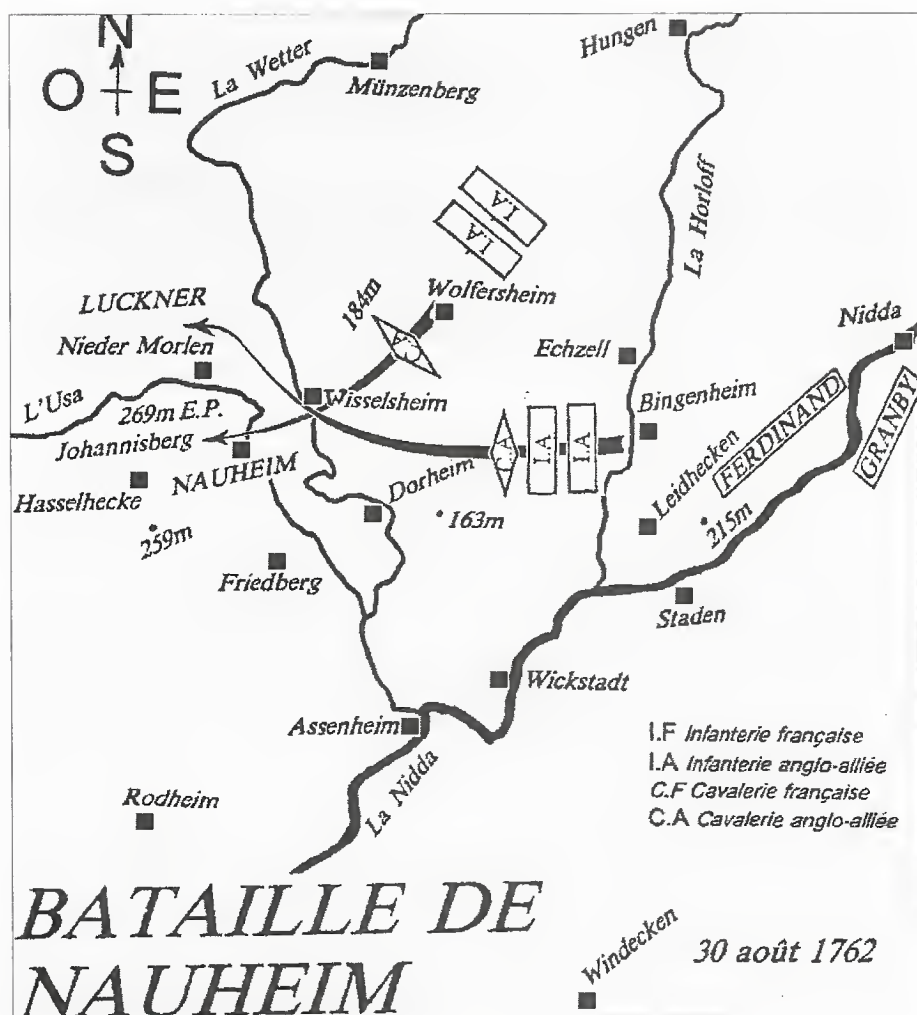 N
O E
S
La Wetter
Münzenberg
Hungen
La Horloff
I.A
I.A
184m
Wolfersheim
C.A
LUCKNER
Nieder Morlen
Echzell
Nidda
L'Usa
269m E.P.
Wisselsheim
Bingenheim
FERDINAND
GRANBY
Johannisberg
C.A
I.A
I.A
NAUHEIM
Hasselhecke
Dorheim
163m
Leidhecken
215m
259m
Friedberg
Staden
Wickstadt
Assenheim
La Nidda
Rodheim
I.F Infanterie française
I.A Infanterie anglo-alliée
C.F Cavalerie française
C.A Cavalerie anglo-alliée
BATAILLE DE
NAUHEIM
Windecken
30 août 1762